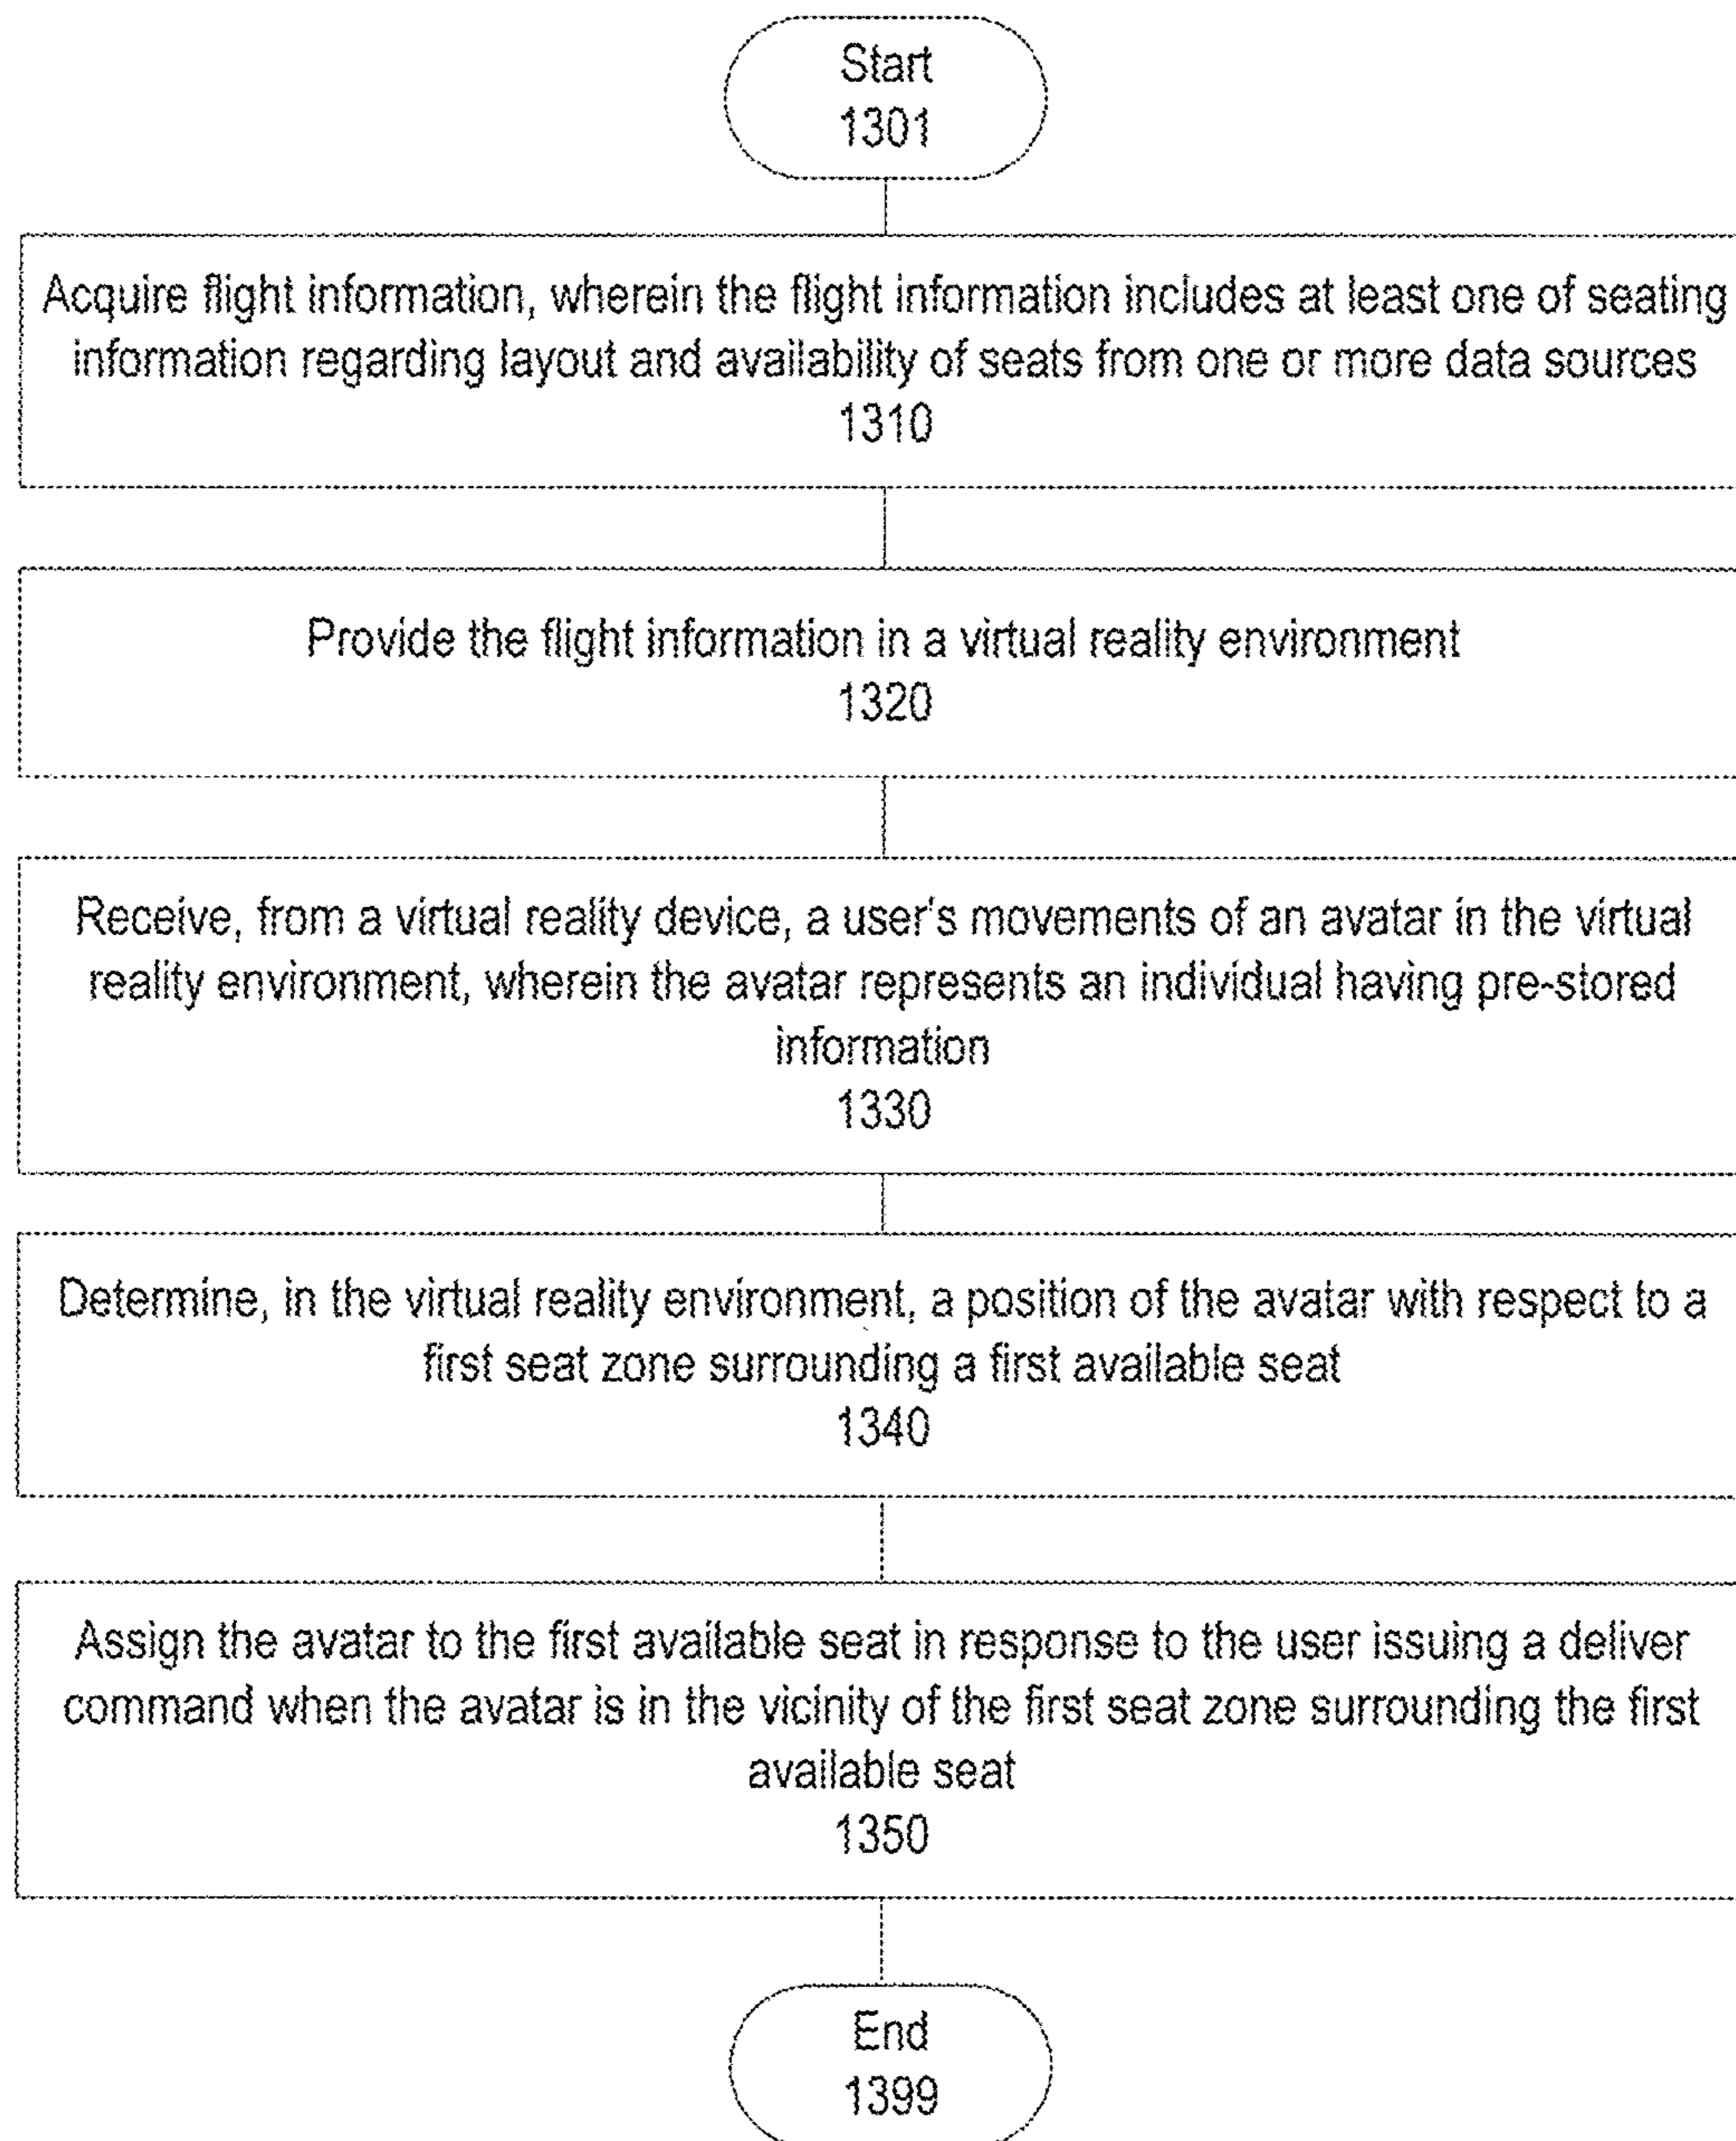 Start
1301
Acquire flight information, wherein the flight information includes at least one of seating
information regarding layout and availability of seats from one or more data sources
1310
Provide the flight information in a virtual reality environment
1320
Receive, from a virtual reality device, a user's movements of an avatar in the virtual
reality environment, wherein the avatar represents an individual having pre-stored
information
1330
Determine, in the virtual reality environment, a position of the avatar with respect to a
first seat zone surrounding a first available seat
1340
Assign the avatar to the first available seat in response to the user issuing a deliver
command when the avatar is in the vicinity of the first seat zone surrounding the first
available seat
1350
End
1399